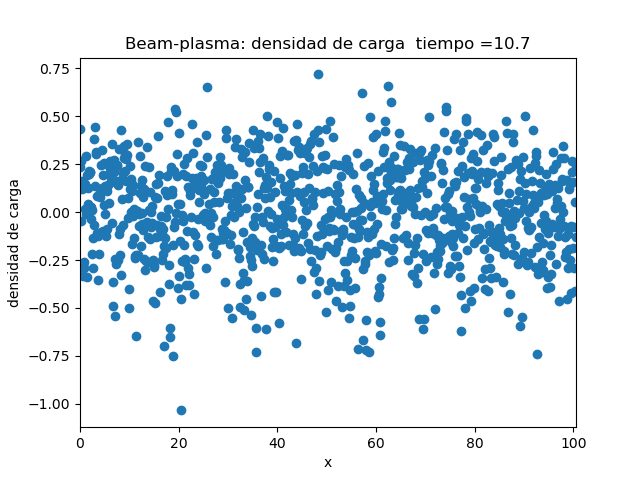 Beam-plasma: densidad de carga  tiempo =10.7
densidad de carga
0.75
0.50
0.25
0.00
−0.25
−0.50
−0.75
−1.00
0 20 40 60 80 100
x